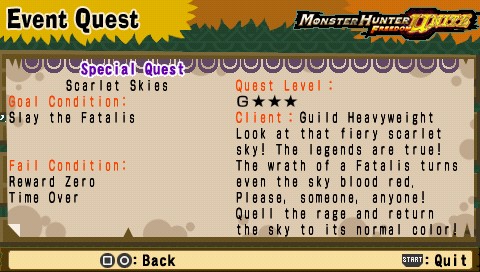 Event Quest
MONSTER HUNTER
FREEDOM UNITE
Special Quest
Scarlet Skies
Goal Condition:
Slay the Fatalis
Fail Condition:
Reward Zero
Time Over
Quest Level:
G★★★
Client: Guild Heavyweight
Look at that fiery scarlet
sky! The legends are true!
The wrath of a Fatalis turns
even the sky blood red.
Please, someone, anyone!
Quell the rage and return
the sky to its normal color!
□○: Back
START: Quit